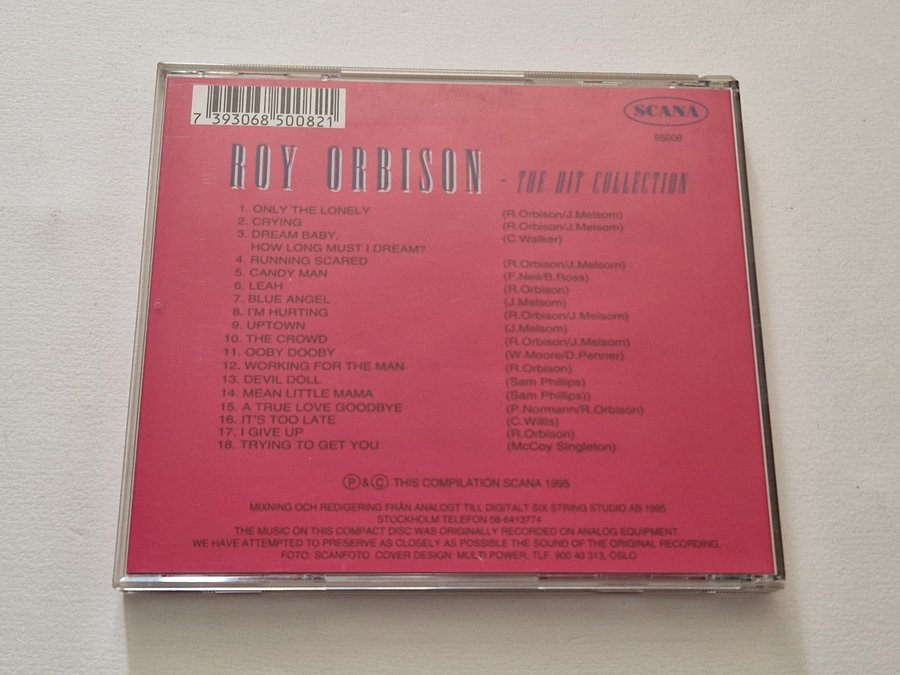 7 393068 500821
SCANA
95008
ROY ORBISON - THE HIT COLLECTION
1. ONLY THE LONELY (R.Orbison/J.Melsom)
2. CRYING (R.Orbison/J.Melsom)
3. DREAM BABY, (C.Walker)
HOW LONG MUST I DREAM?
4. RUNNING SCARED (R.Orbison/J.Melsom)
5. CANDY MAN (F.Neil/B.Ross)
6. LEAH (R.Orbison)
7. BLUE ANGEL (J.Melsom)
8. I'M HURTING (R.Orbison/J.Melsom)
9. UPTOWN (J.Melsom)
10. THE CROWD (R.Orbison/J.Melsom)
11. OOBY DOOBY (W.Moore/D.Penner)
12. WORKING FOR THE MAN (R.Orbison)
13. DEVIL DOLL (Sam Phillips)
14. MEAN LITTLE MAMA (Sam Phillips))
15. A TRUE LOVE GOODBYE (P.Normann/R.Orbison)
16. IT'S TOO LATE (C.Willis)
17. I GIVE UP (R.Orbison)
18. TRYING TO GET YOU (McCoy Singleton)
Ⓟ & Ⓒ THIS COMPILATION SCANA 1995
MIXNING OCH REDIGERING FRÅN ANALOGT TILL DIGITALT SIX STRING STUDIO AB 1995
STOCKHOLM TELEFON 08-6413774
THE MUSIC ON THIS COMPACT DISC WAS ORIGINALLY RECORDED ON ANALOG EQUIPMENT.
WE HAVE ATTEMPTED TO PRESERVE AS CLOSELY AS POSSIBLE THE SOUND OF THE ORIGINAL RECORDING.
FOTO: SCANFOTO COVER DESIGN: MULTI POWER, TLF. 900 40 313, OSLO